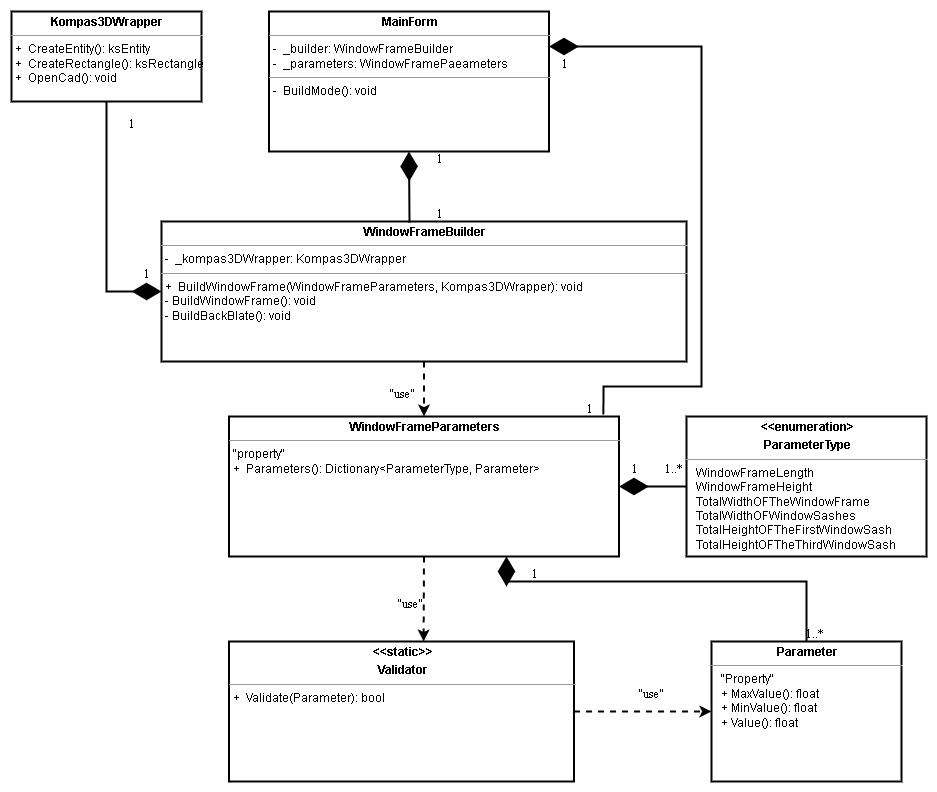 Kompas3DWrapper
+ CreateEntity(): ksEntity
+ CreateRectangle(): ksRectangle
+ OpenCad(): void
1
MainForm
- _builder: WindowFrameBuilder
- _parameters: WindowFramePaeameters
- BuildMode(): void
1
1
1
1
WindowFrameBuilder
- _kompas3DWrapper: Kompas3DWrapper
+ BuildWindowFrame(WindowFrameParameters, Kompas3DWrapper): void
- BuildWindowFrame(): void
- BuildBackBlate(): void
"use"
1
WindowFrameParameters
"property"
+ Parameters(): Dictionary<ParameterType, Parameter>
1
1..*
<<enumeration>
ParameterType
WindowFrameLength
WindowFrameHeight
TotalWidthOFTheWindowFrame
TotalWidthOFWindowSashes
TotalHeightOFTheFirstWindowSash
TotalHeightOFTheThirdWindowSash
"use"
1
1..*
<<static>>
Validator
+ Validate(Parameter): bool
"use"
Parameter
"Property"
+ MaxValue(): float
+ MinValue(): float
+ Value(): float